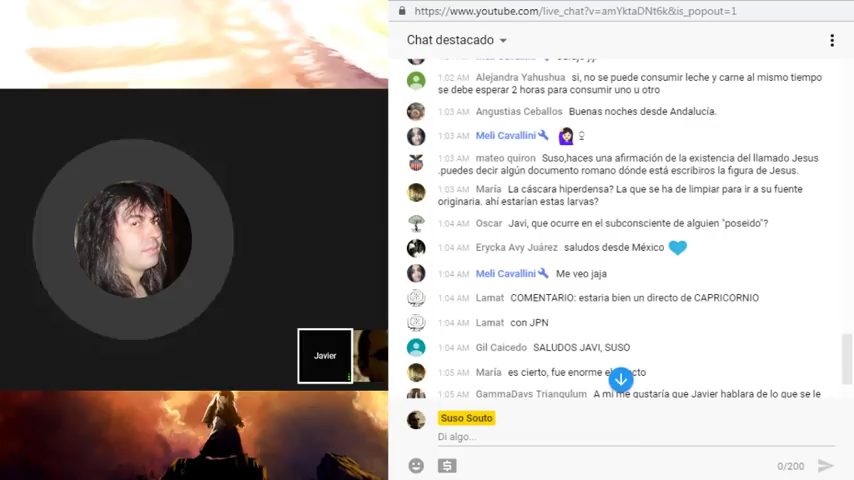 https://www.youtube.com/live_chat?v=amYktaDNt6k&is_popout=1
Chat destacado
1:02 AM Alejandra Yahushua si, no se puede consumir leche y carne al mismo tiempo
se debe esperar 2 horas para consumir uno u otro
1:03 AM Angustias Ceballos Buenas noches desde Andalucía.
1:03 AM Meli Cavallini
1:03 AM mateo quiron Suso,haces una afirmación de la existencia del llamado Jesus
.puedes decir algún documento romano dónde está escribiros la figura de Jesus.
1:03 AM María La cáscara hiperdensa? La que se ha de limpiar para ir a su fuente
originaria. ahí estarían estas larvas?
1:04 AM Oscar Javi, que ocurre en el subconsciente de alguien "poseido"?
1:04 AM Erycka Avy Juárez saludos desde México
1:04 AM Meli Cavallini Me veo jaja
1:04 AM Lamat COMENTARIO: estaria bien un directo de CAPRICORNIO
1:04 AM Lamat con JPN
1:04 AM Gil Caicedo SALUDOS JAVI, SUSO
1:05 AM María es cierto, fue enorme
1:05 AM GammaDays Triangulum A mi me gustaría que Javier hablara de lo que se le
Javier
Suso Souto
Di algo...
0/200